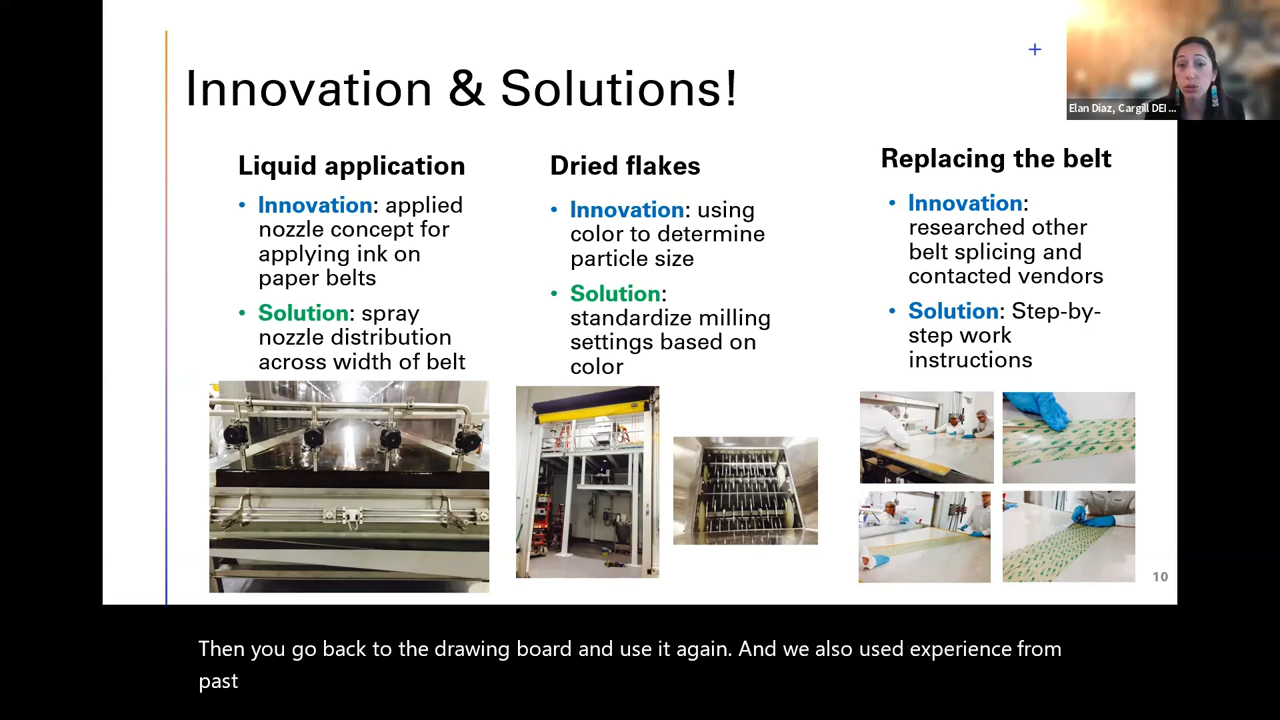 Innovation & Solutions!
+
Elan Diaz, Cargill DEI ...
Liquid application
• Innovation: applied
nozzle concept for
applying ink on
paper belts
• Solution: spray
nozzle distribution
across width of belt
Dried flakes
• Innovation: using
color to determine
particle size
• Solution:
standardize milling
settings based on
color
Replacing the belt
• Innovation:
researched other
belt splicing and
contacted vendors
• Solution: Step-by-
step work
instructions
10
Then you go back to the drawing board and use it again. And we also used experience from
past